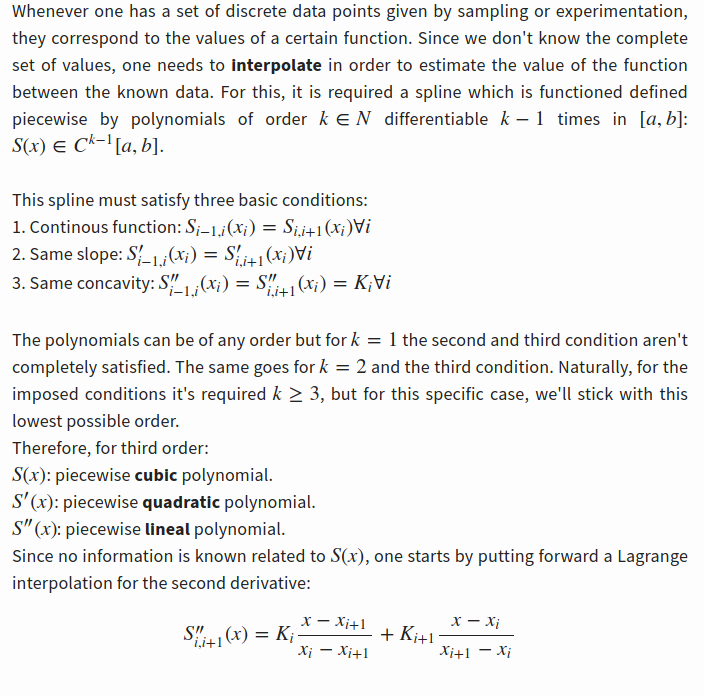 Whenever one has a set of discrete data points given by sampling or experimentation,
they correspond to the values of a certain function. Since we don't know the complete
set of values, one needs to interpolate in order to estimate the value of the function
between the known data. For this, it is required a spline which is functioned defined
piecewise by polynomials of order k ∈ N differentiable k − 1 times in [a, b]:
S(x) ∈ C^{k−1}[a, b].
This spline must satisfy three basic conditions:
1. Continous function: S_{i−1,i}(x_i) = S_{i,i+1}(x_i)∀i
2. Same slope: S′_{i−1,i}(x_i) = S′_{i,i+1}(x_i)∀i
3. Same concavity: S″_{i−1,i}(x_i) = S″_{i,i+1}(x_i) = K_i∀i
The polynomials can be of any order but for k = 1 the second and third condition aren't
completely satisfied. The same goes for k = 2 and the third condition. Naturally, for the
imposed conditions it's required k ≥ 3, but for this specific case, we'll stick with this
lowest possible order.
Therefore, for third order:
S(x): piecewise cubic polynomial.
S′(x): piecewise quadratic polynomial.
S″(x): piecewise lineal polynomial.
Since no information is known related to S(x), one starts by putting forward a Lagrange
interpolation for the second derivative:
S″_{i,i+1}(x) = K_i \frac{x − x_{i+1}}{x_i − x_{i+1}} + K_{i+1} \frac{x − x_i}{x_{i+1} − x_i}